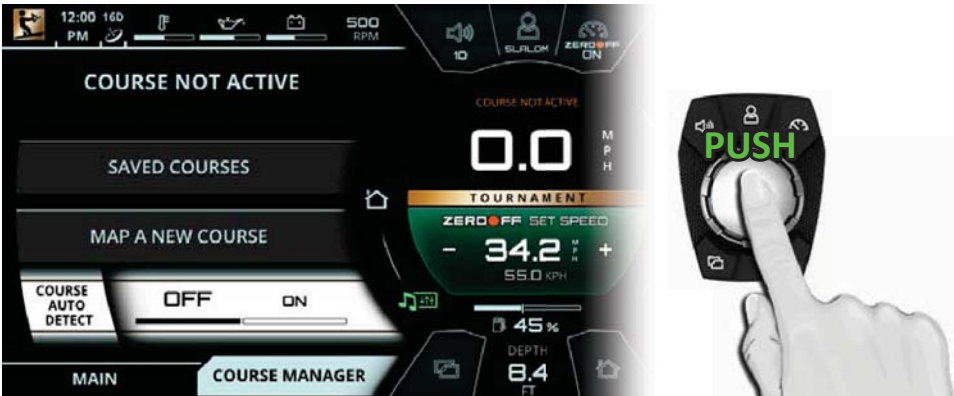 12:00 16D
PM
500
RPM
10
SLALOM
ZEROOFF
ON
COURSE NOT ACTIVE
COURSE NOT ACTIVE
0.0
MPH
SAVED COURSES
TOURNAMENT
ZEROOFF SET SPEED
MAP A NEW COURSE
- 34.2 MPH +
55.0 KPH
COURSE
AUTO
DETECT
OFF ON
45 %
DEPTH
8.4
FT
MAIN
COURSE MANAGER
PUSH